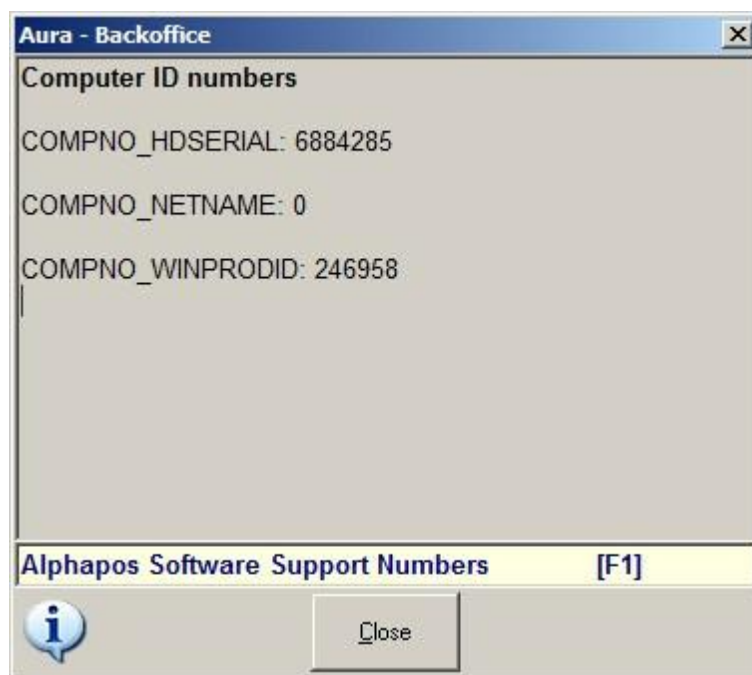 Aura - Backoffice
Computer ID numbers
COMPNO_HDSERIAL: 6884285
COMPNO_NETNAME: 0
COMPNO_WINPRODID: 246958
Alphapos Software Support Numbers [F1]
Close